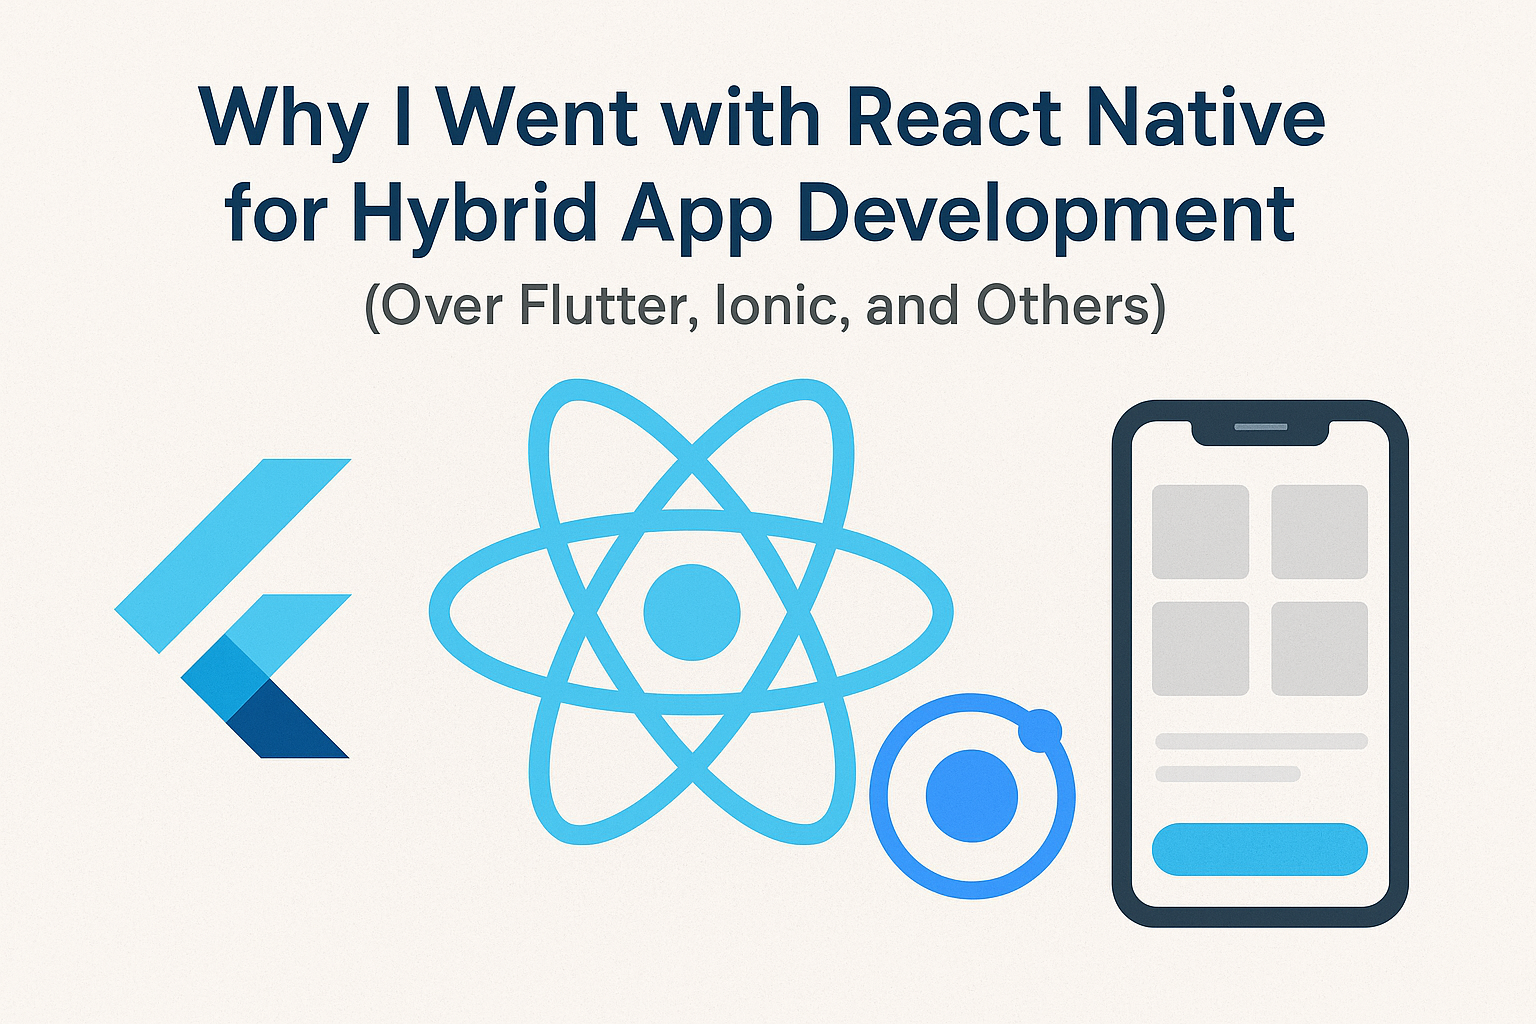 Why I Went with React Native
for Hybrid App Development
(Over Flutter, Ionic, and Others)